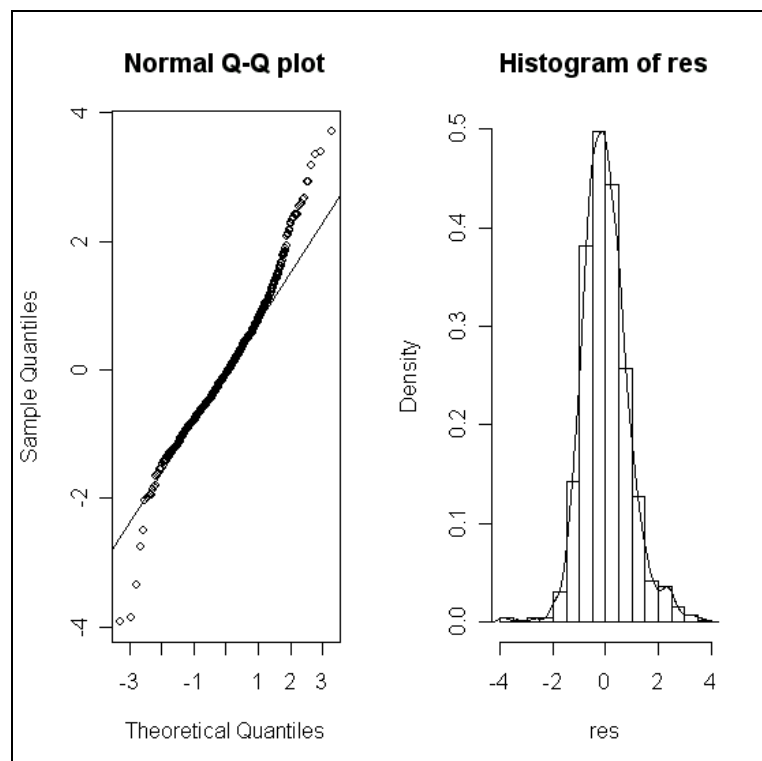 Normal Q-Q plot
4
2
0
-2
-4
Sample Quantiles
-3 -1 1 2 3
Theoretical Quantiles
Histogram of res
0.5
0.4
0.3
0.2
0.1
0.0
Density
-4 -2 0 2 4
res